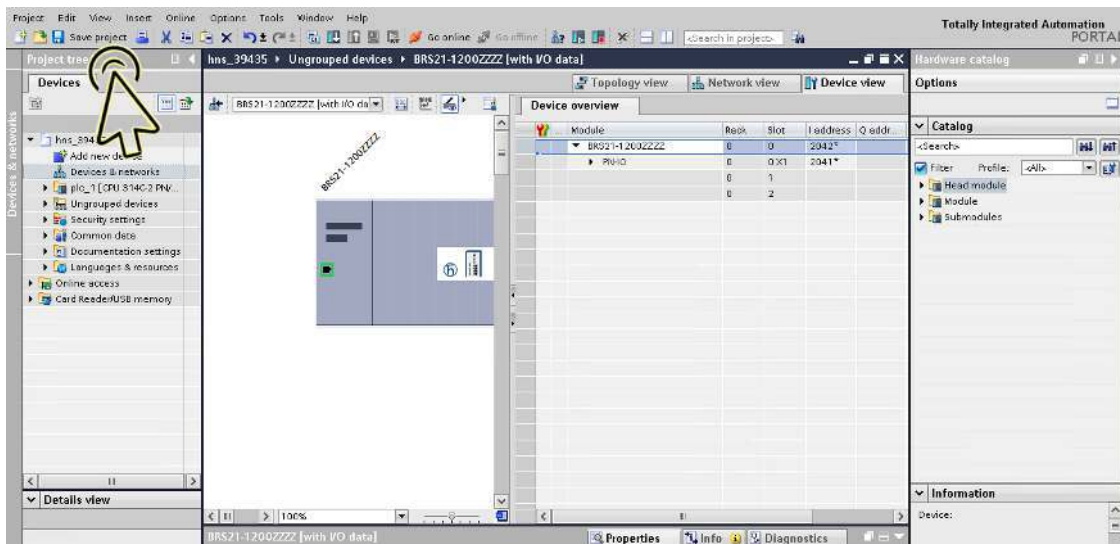 Project Edit View Insert Online Options Tools Window Help
Totally Integrated Automation
PORTAL
Save project
Go online
Go offline
<Search in project>
Project tree
hns_39435 ▸ Ungrouped devices ▸ BRS21-1200ZZZZ [with I/O data]
Hardware catalog
Devices
Topology view
Network view
Device view
Options
BRS21-1200ZZZZ [with I/O da
Device overview
Devices & networks
Module Rack Slot I address Q addr...
BRS21-1200ZZZZ 0 0 2042*
PN-IO 0 0 X1 2041*
0 1
0 2
BRS21-1200ZZZZ
Catalog
<Search>
Filter Profile: <All>
Head module
Module
Submodules
hns_394
Add new de
Devices & networks
plc_1 [CPU 314C-2 PN/...
Ungrouped devices
Security settings
Common data
Documentation settings
Languages & resources
Online access
Card Reader/USB memory
Details view
100%
Information
Device:
BRS21-1200ZZZZ [with I/O data]
Properties
Info
Diagnostics